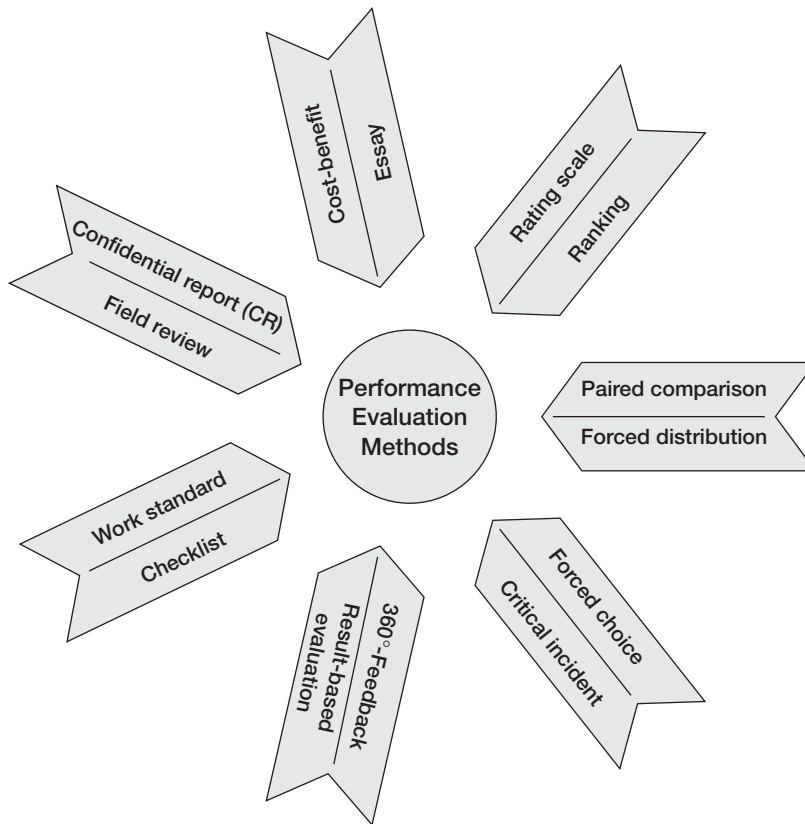 Performance
Evaluation
Methods
Cost-benefit
Essay
Rating scale
Ranking
Paired comparison
Forced distribution
Forced choice
Critical incident
360°-Feedback
Result-based
evaluation
Work standard
Checklist
Confidential report (CR)
Field review